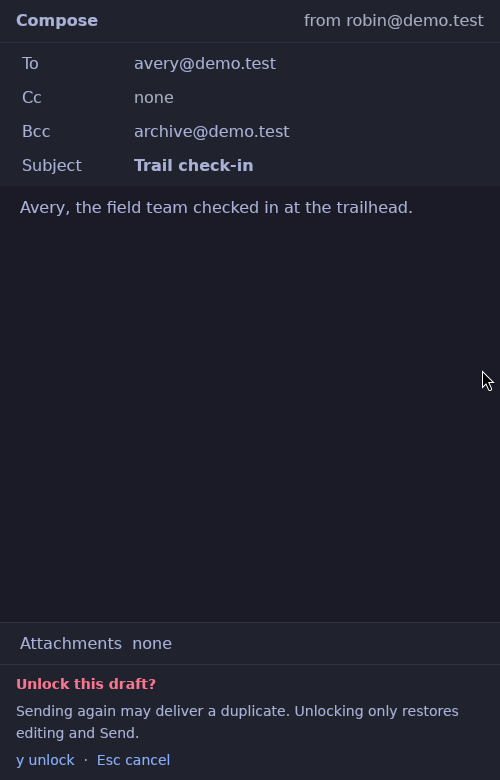 Compose from robin@demo.test
To avery@demo.test
Cc none
Bcc archive@demo.test
Subject Trail check-in
Avery, the field team checked in at the trailhead.
Attachments none
Unlock this draft?
Sending again may deliver a duplicate. Unlocking only restores
editing and Send.
y unlock · Esc cancel